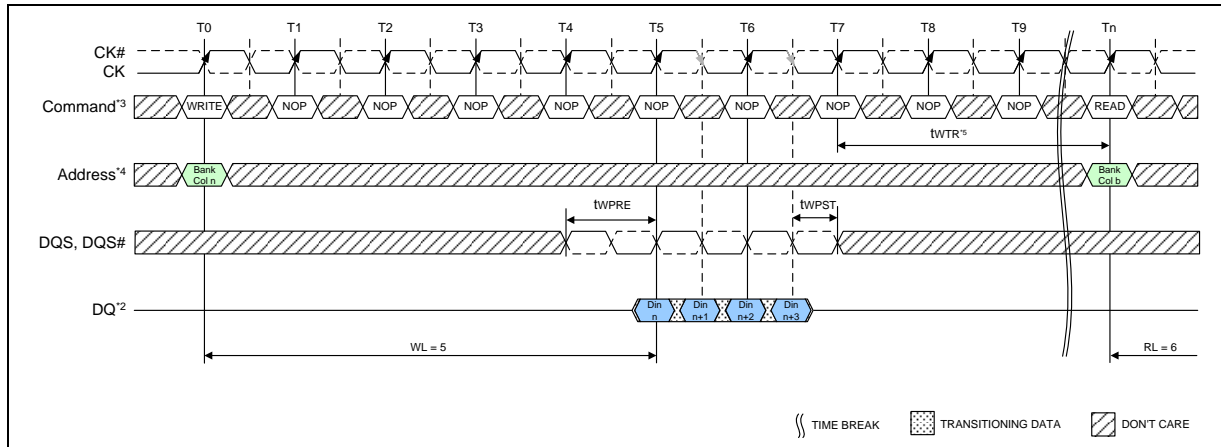 T0 T1 T2 T3 T4 T5 T6 T7 T8 T9 Tn
CK#
CK
Command*3 WRITE NOP NOP NOP NOP NOP NOP NOP NOP NOP READ
tWTR*5
Address*4 Bank Col n Bank Col b
tWPRE tWPST
DQS, DQS#
DQ*2 Din n Din n+1 Din n+2 Din n+3
WL = 5 RL = 6
TIME BREAK TRANSITIONING DATA DON'T CARE